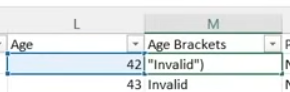 L M
Age Age Brackets P
42 "Invalid") N
43 Invalid N